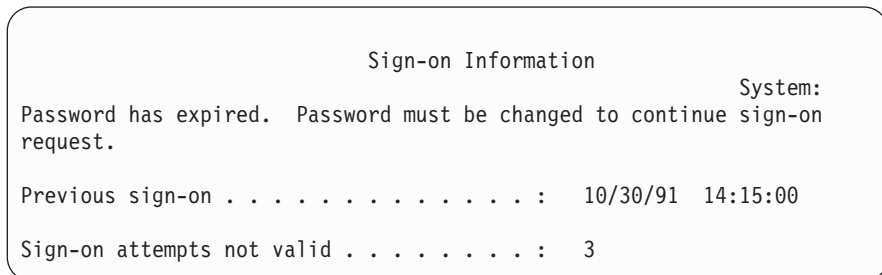 Sign-on Information
System:
Password has expired. Password must be changed to continue sign-on
request.
Previous sign-on . . . . . . . . . . . . . : 10/30/91 14:15:00
Sign-on attempts not valid . . . . . . . . : 3